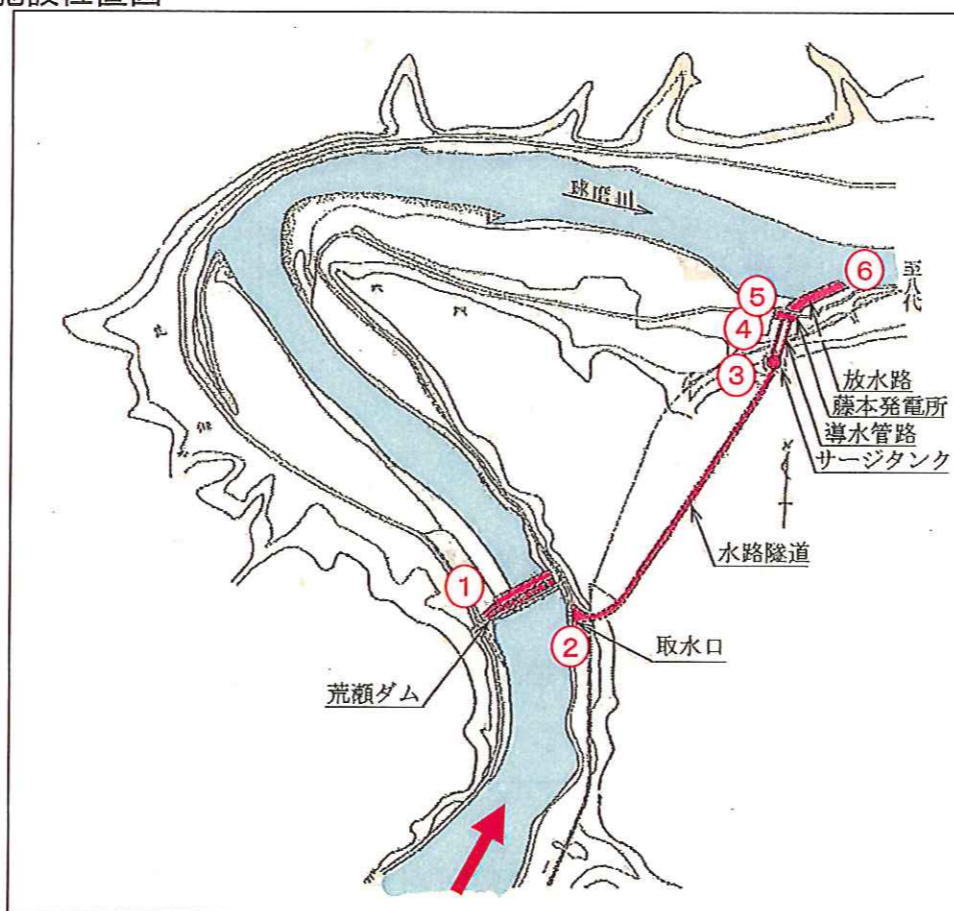 施設位置図
球磨川
至八代
⑥
⑤
④
③
放水路
藤本発電所
導水管路
サージタンク
N
水路隧道
①
②
取水口
荒瀬ダム